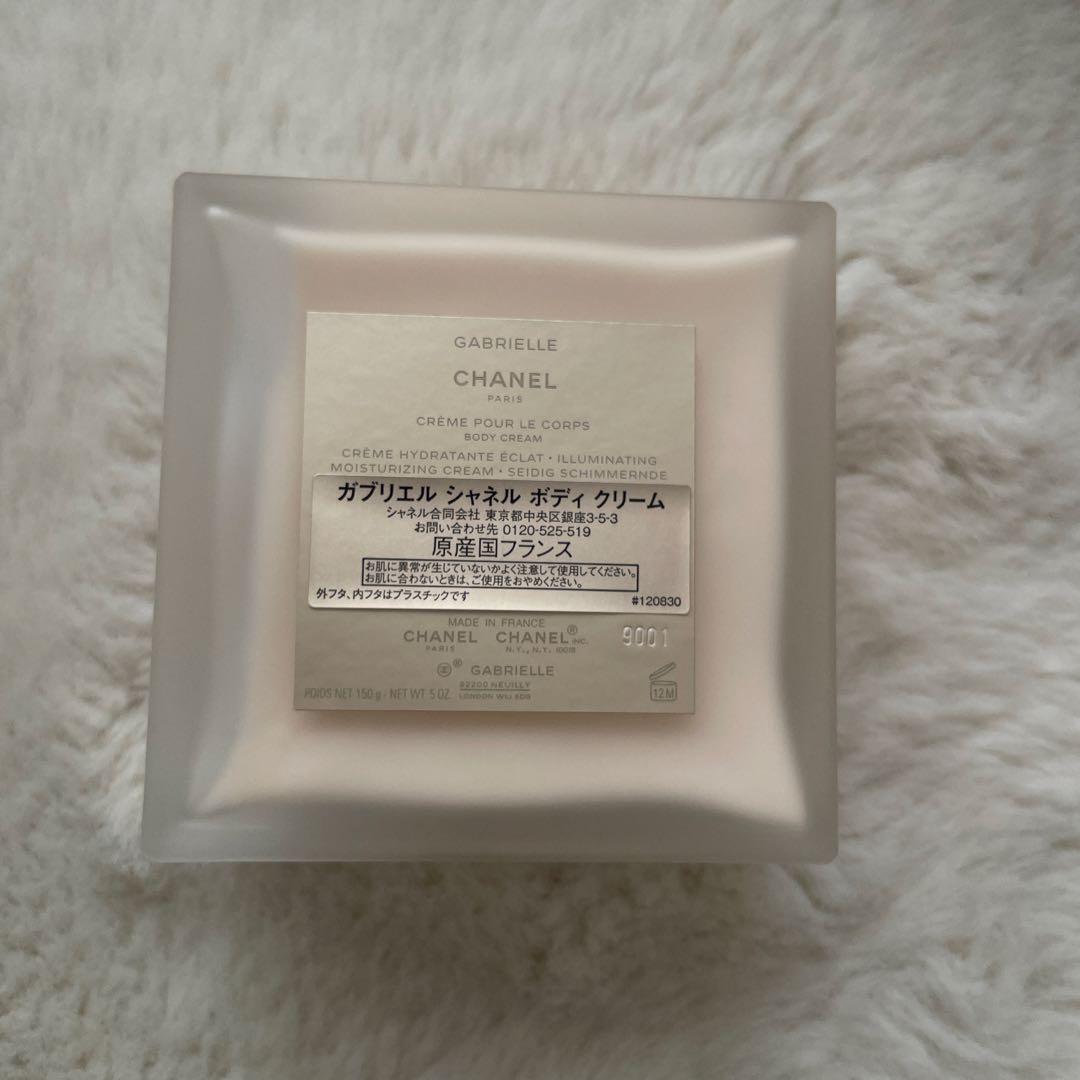 GABRIELLE
CHANEL
PARIS
CRÈME POUR LE CORPS
BODY CREAM
CRÈME HYDRATANTE ÉCLAT • ILLUMINATING
MOISTURIZING CREAM • SEIDIG SCHIMMERNDE
ガブリエル シャネル ボディ クリーム
シャネル合同会社 東京都中央区銀座3-5-3
お問い合わせ先 0120-525-519
原産国フランス
お肌に異常が生じていないかよく注意して使用してください。
お肌に合わないときは、ご使用をおやめください。
外フタ、内フタはプラスチックです #120830
MADE IN FRANCE
CHANEL CHANEL® INC.
PARIS N.Y., N.Y. 10019
9001
® GABRIELLE
92200 NEUILLY
POIDS NET 150 g - NET WT. 5 OZ. LONDON W1J 6DG
12 M